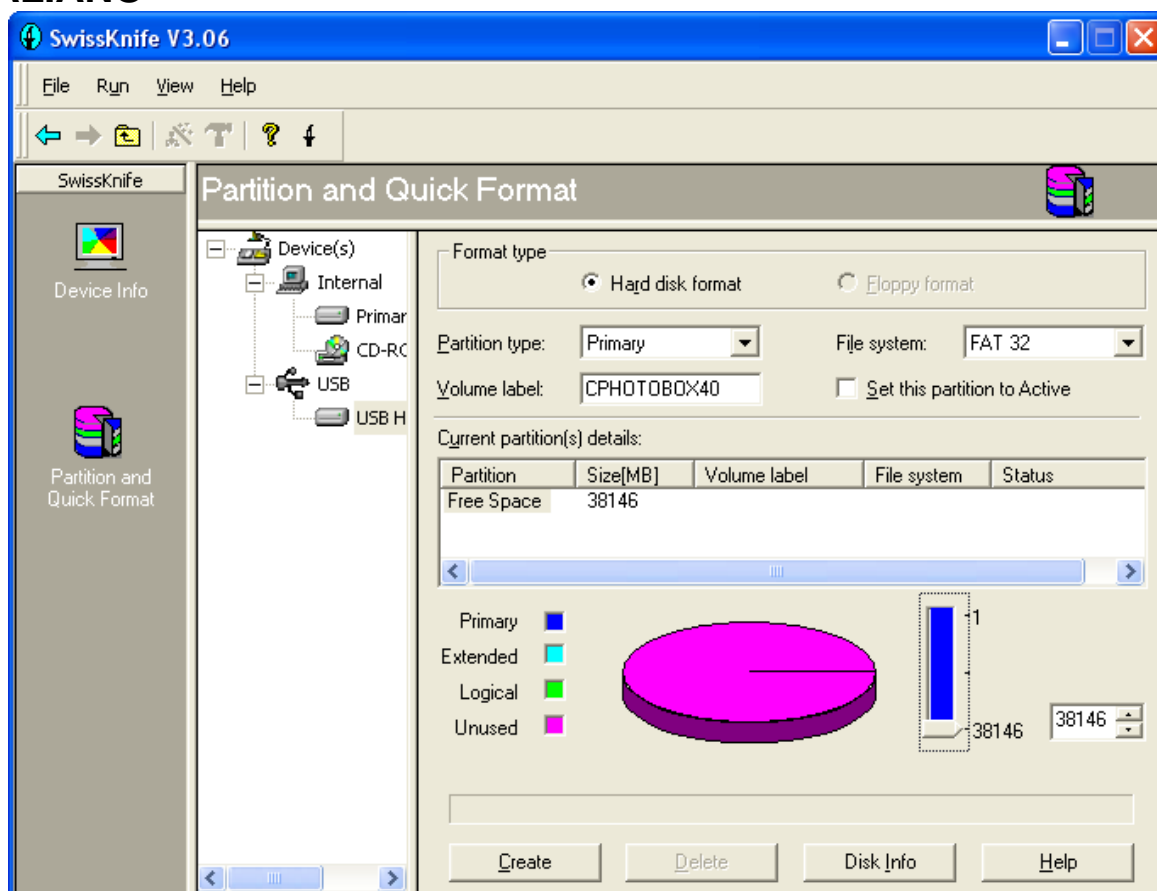 SwissKnife V3.06
File Run View Help
SwissKnife
Device Info
Partition and
Quick Format
Partition and Quick Format
Device(s)
Internal
Primar
CD-RO
USB
USB H
Format type
Hard disk format
Floppy format
Partition type:
Primary
File system:
FAT 32
Volume label:
CPHOTOBOX40
Set this partition to Active
Current partition(s) details:
Partition Size[MB] Volume label File system Status
Free Space 38146
Primary
Extended
Logical
Unused
1
38146
38146
Create Delete Disk Info Help